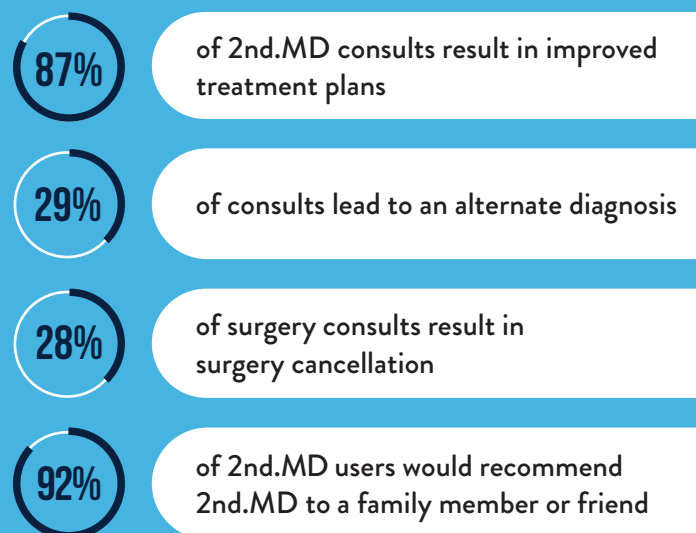 87%
of 2nd.MD consults result in improved
treatment plans
29%
of consults lead to an alternate diagnosis
28%
of surgery consults result in
surgery cancellation
92%
of 2nd.MD users would recommend
2nd.MD to a family member or friend